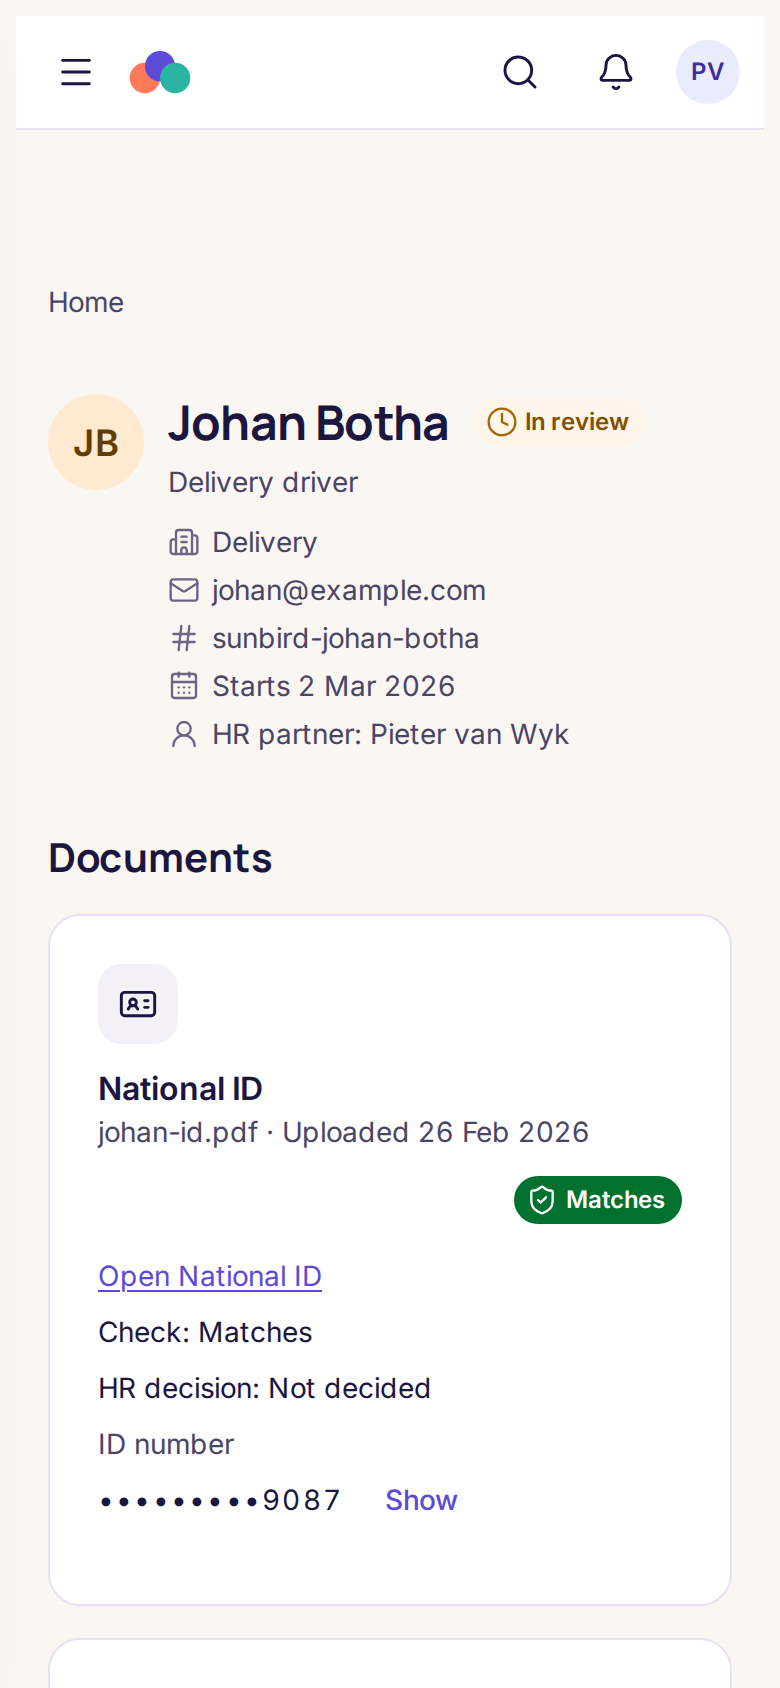 PV
Home
JB
Johan Botha
In review
Delivery driver
Delivery
johan@example.com
sunbird-johan-botha
Starts 2 Mar 2026
HR partner: Pieter van Wyk
Documents
National ID
johan-id.pdf · Uploaded 26 Feb 2026
Matches
Open National ID
Check: Matches
HR decision: Not decided
ID number
•••••••••9087 Show